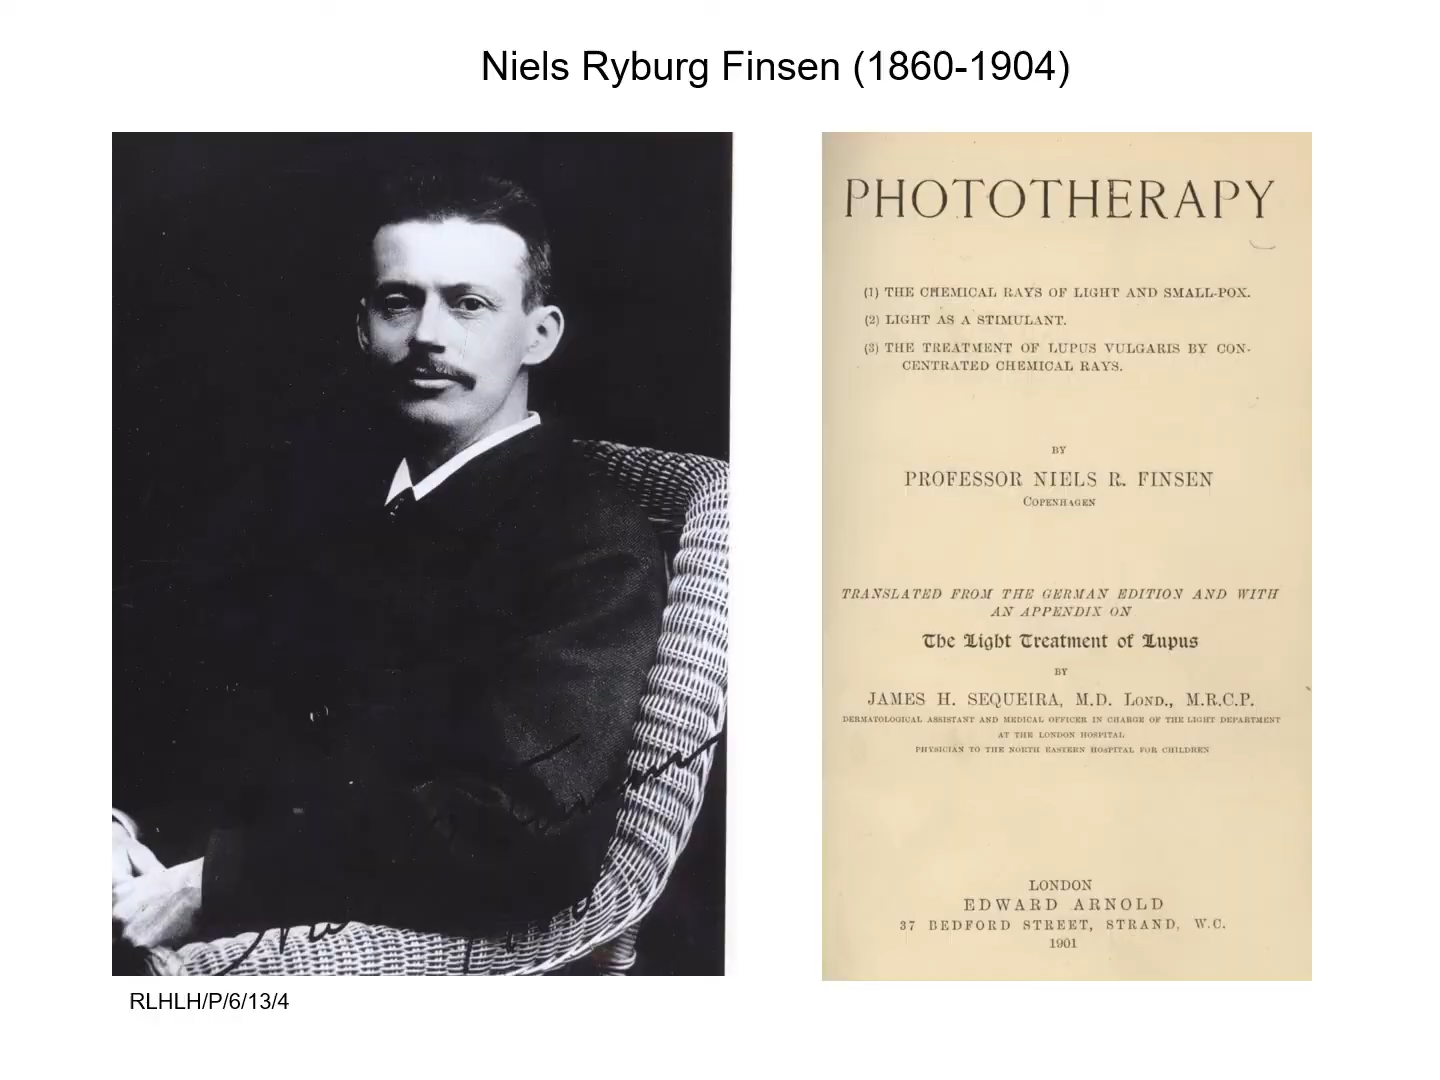 Niels Ryburg Finsen (1860-1904)
PHOTOTHERAPY
(1) THE CHEMICAL RAYS OF LIGHT AND SMALL-POX.
(2) LIGHT AS A STIMULANT.
(3) THE TREATMENT OF LUPUS VULGARIS BY CON-
CENTRATED CHEMICAL RAYS.
BY
PROFESSOR NIELS R. FINSEN
COPENHAGEN
TRANSLATED FROM THE GERMAN EDITION AND WITH
AN APPENDIX ON
The Light Treatment of Lupus
BY
JAMES H. SEQUEIRA, M.D. LOND., M.R.C.P.
DERMATOLOGICAL ASSISTANT AND MEDICAL OFFICER IN CHARGE OF THE LIGHT DEPARTMENT
AT THE LONDON HOSPITAL
PHYSICIAN TO THE NORTH EASTERN HOSPITAL FOR CHILDREN
LONDON
EDWARD ARNOLD
37 BEDFORD STREET, STRAND, W.C.
1901
RLHLH/P/6/13/4